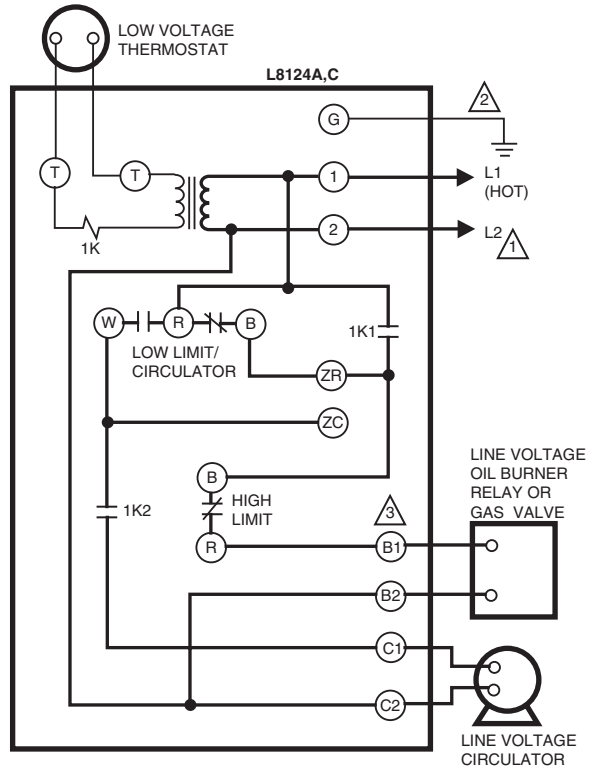 LOW VOLTAGE
THERMOSTAT
L8124A,C
G
2
T
T
1
L1
(HOT)
2
L2
1
1K
W
R
B
1K1
LOW LIMIT/
CIRCULATOR
ZR
ZC
LINE VOLTAGE
OIL BURNER
RELAY OR
GAS VALVE
B
HIGH
LIMIT
1K2
3
R
B1
B2
C1
C2
LINE VOLTAGE
CIRCULATOR